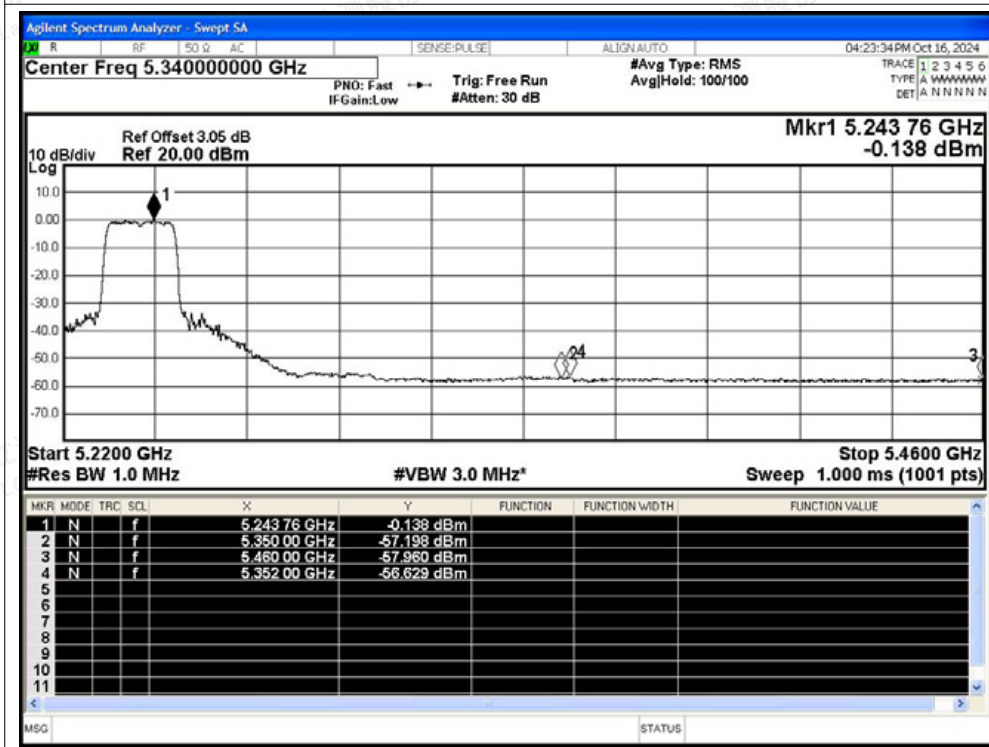 Agilent Spectrum Analyzer - Swept SA
LXI R RF 50 Ω AC SENSE:PULSE ALIGN AUTO 04:23:34 PM Oct 16, 2024
Center Freq 5.340000000 GHz #Avg Type: RMS TRACE 1 2 3 4 5 6
PNO: Fast Trig: Free Run Avg|Hold: 100/100 TYPE A WWWWW
IFGain:Low #Atten: 30 dB DET A N N N N N
Ref Offset 3.05 dB Mkr1 5.243 76 GHz
10 dB/div Ref 20.00 dBm -0.138 dBm
Log
10.0
1
0.00
-10.0
-20.0
-30.0
-40.0
-50.0 24 3
-60.0
-70.0
Start 5.2200 GHz Stop 5.4600 GHz
#Res BW 1.0 MHz #VBW 3.0 MHz* Sweep 1.000 ms (1001 pts)
MKR MODE TRC SCL X Y FUNCTION FUNCTION WIDTH FUNCTION VALUE
1 N f 5.243 76 GHz -0.138 dBm
2 N f 5.350 00 GHz -57.198 dBm
3 N f 5.460 00 GHz -57.960 dBm
4 N f 5.352 00 GHz -56.629 dBm
5
6
7
8
9
10
11
MSG STATUS